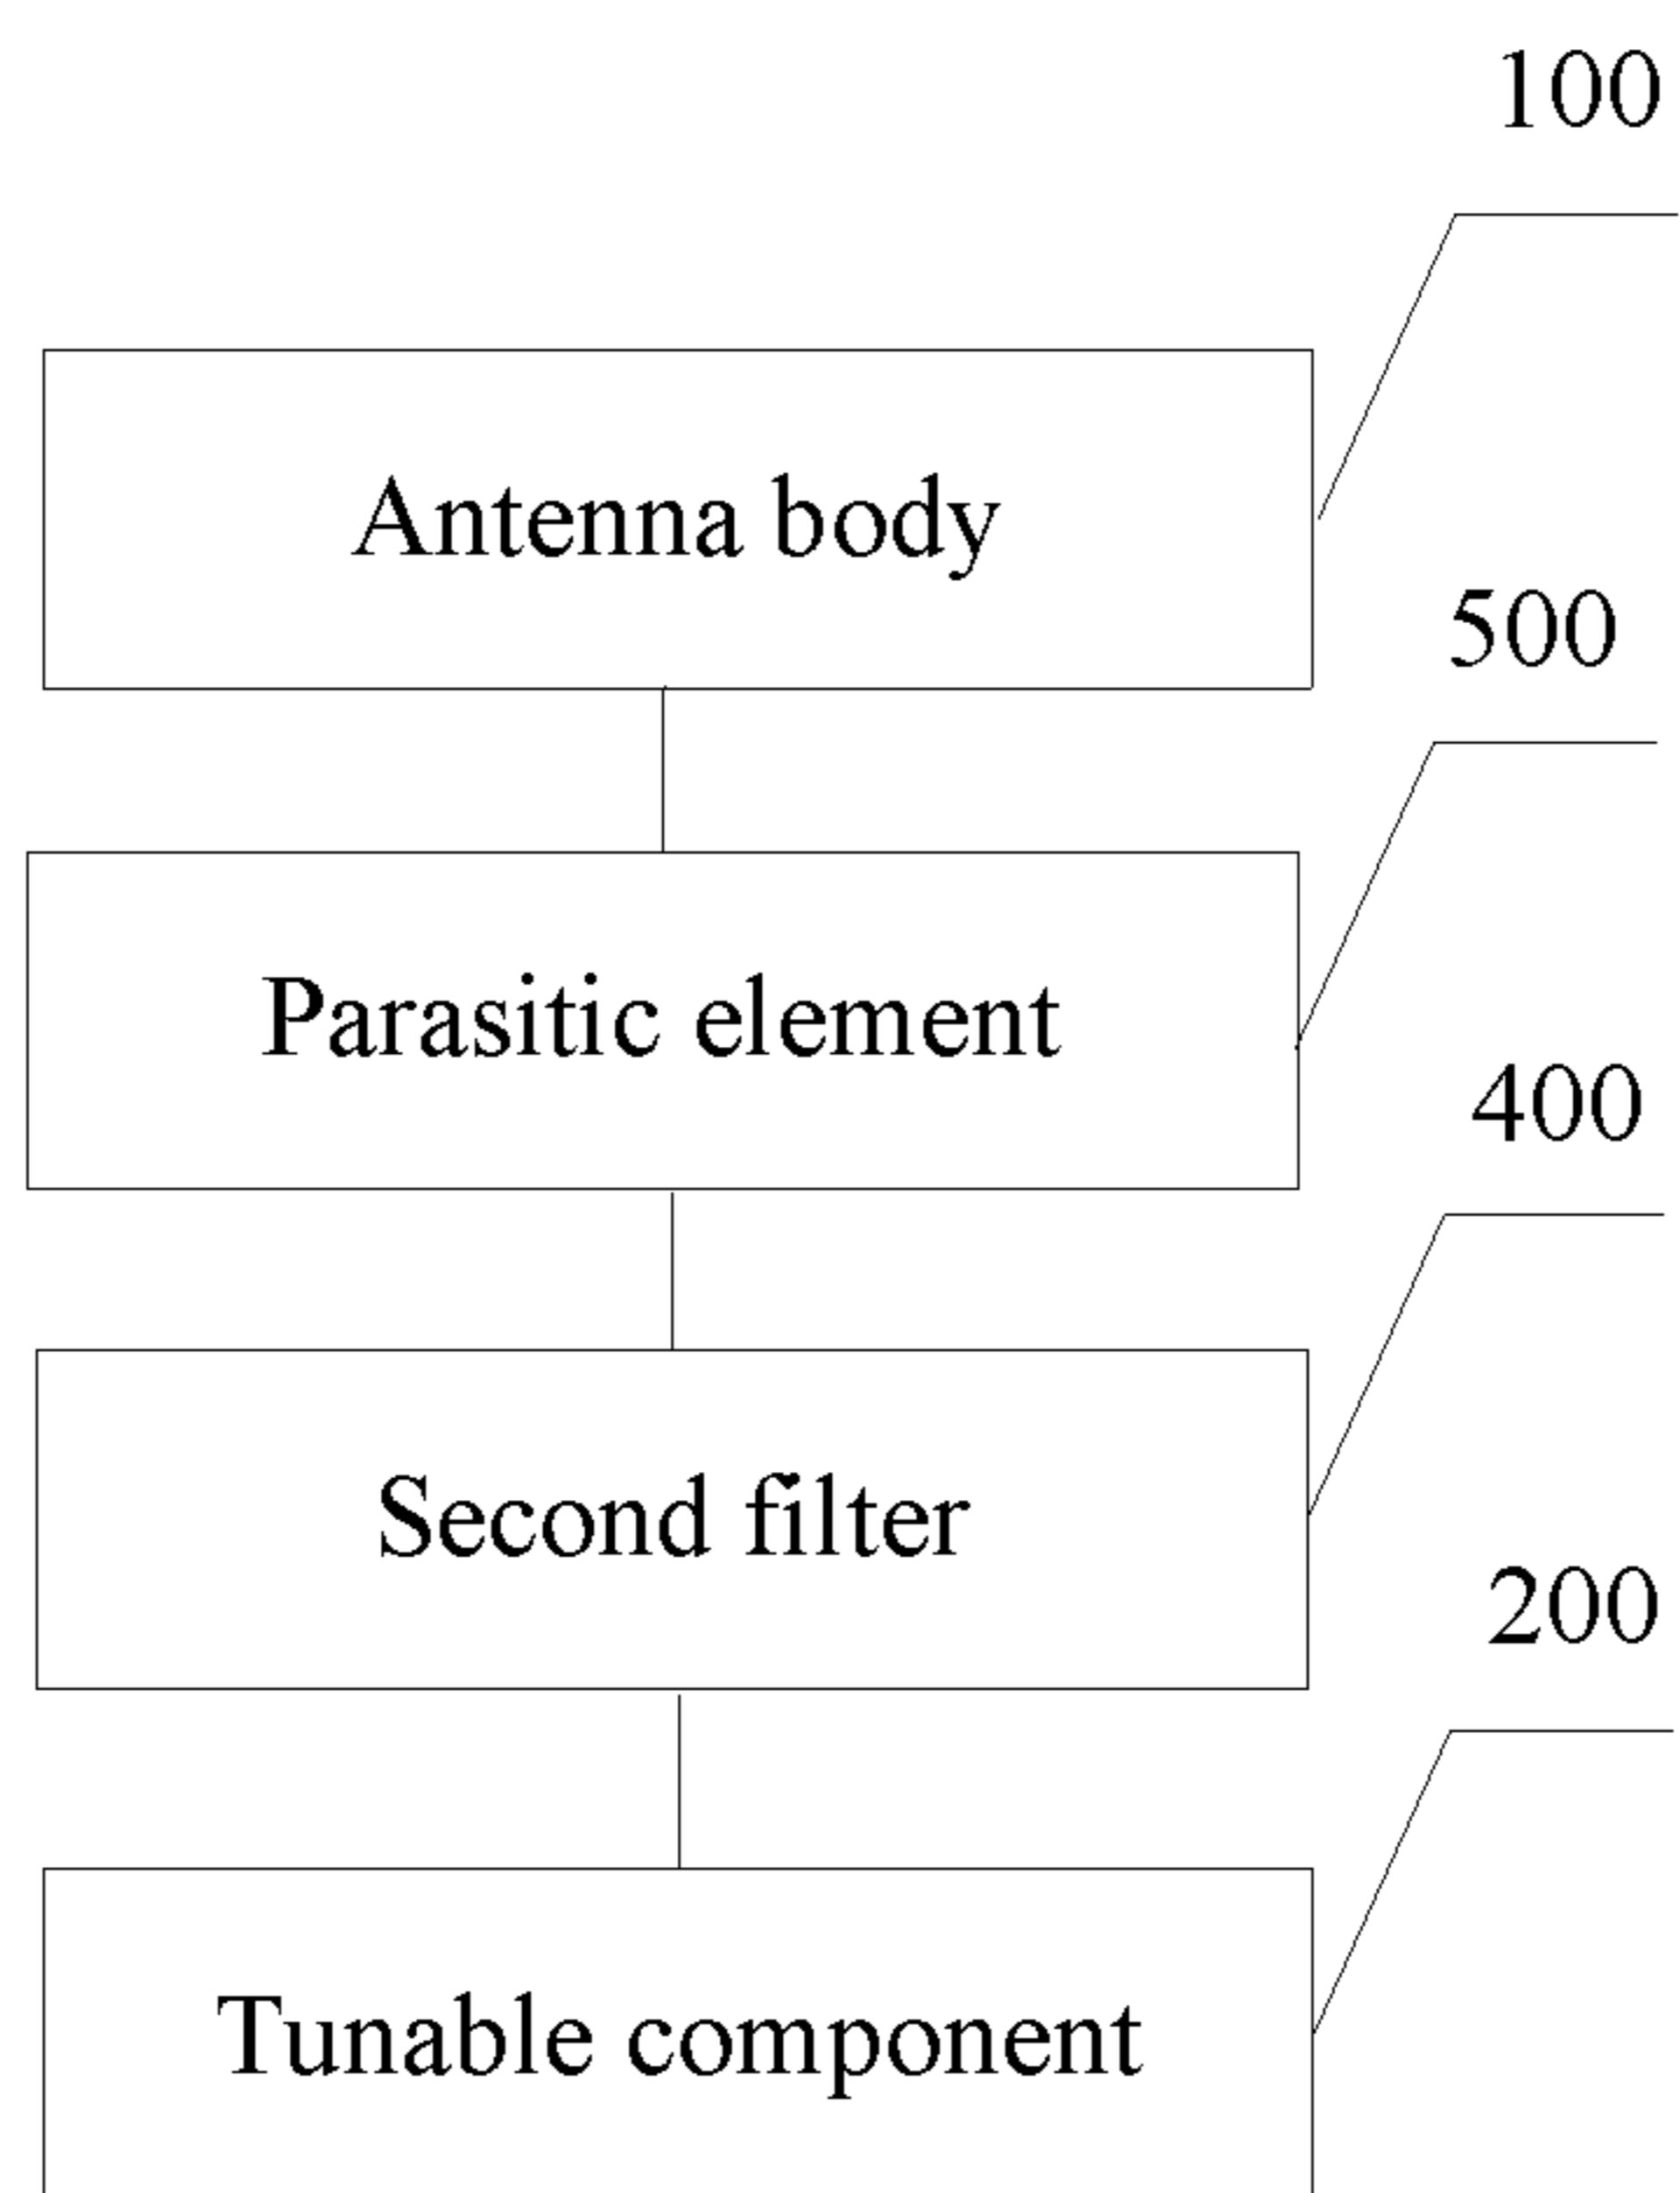 100
Antenna body
500
Parasitic element
400
Second filter
200
Tunable component